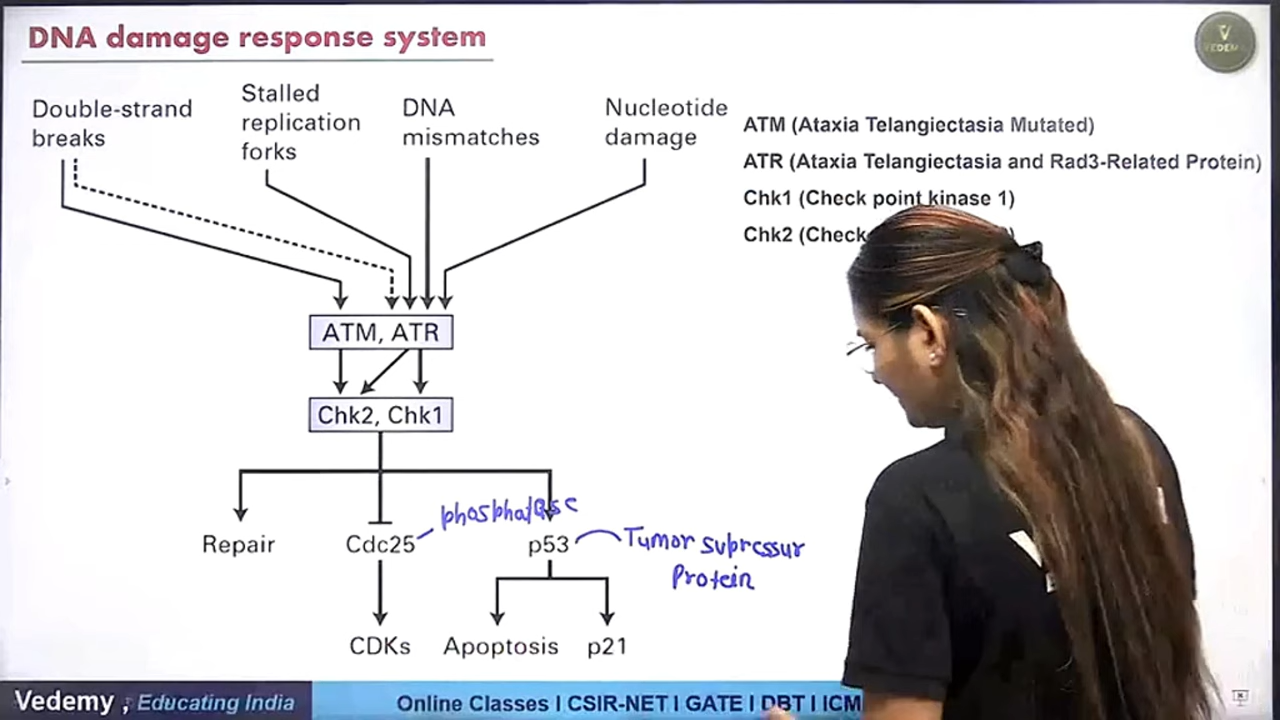 DNA damage response system
VEDEMY
Double-strand
breaks
Stalled
replication
forks
DNA
mismatches
Nucleotide
damage
ATM (Ataxia Telangiectasia Mutated)
ATR (Ataxia Telangiectasia and Rad3-Related Protein)
Chk1 (Check point kinase 1)
Chk2 (Check
ATM, ATR
Chk2, Chk1
Repair
Cdc25
phosphatase
p53
Tumor supressur
Protein
CDKs
Apoptosis
p21
Vedemy , Educating India
Online Classes I CSIR-NET I GATE I DBT I ICM